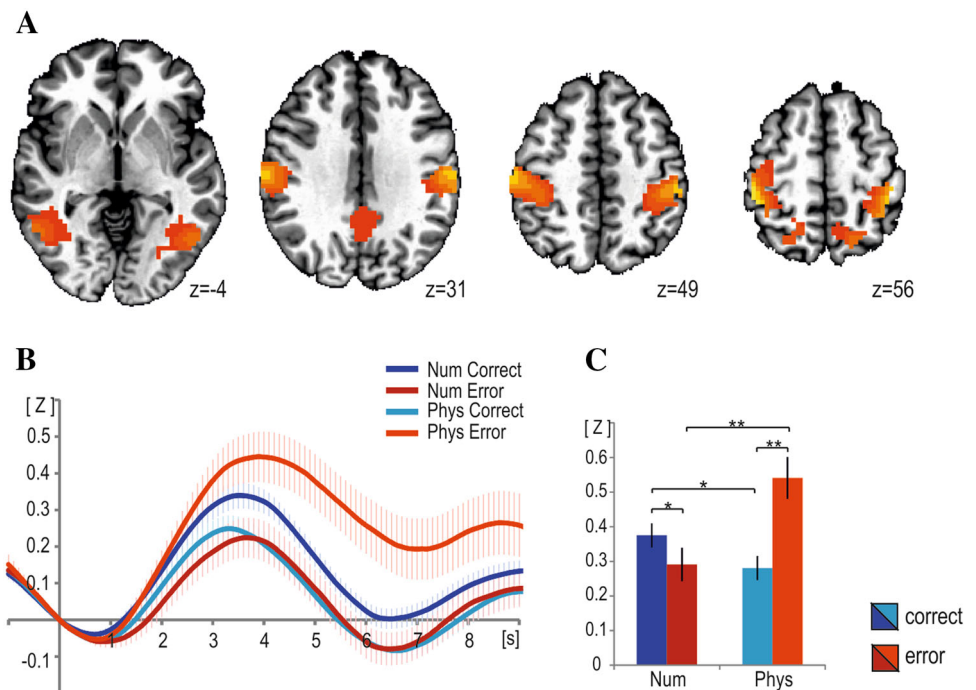 A
z=-4
z=31
z=49
z=56
B
[Z]
0.5
0.4
0.3
0.2
0.1
-0.1
1 2 3 4 5 6 7 8 [s]
Num Correct
Num Error
Phys Correct
Phys Error
C
[Z]
0.6
0.5
0.4
0.3
0.2
0.1
0
**
**
*
*
Num Phys
correct
error